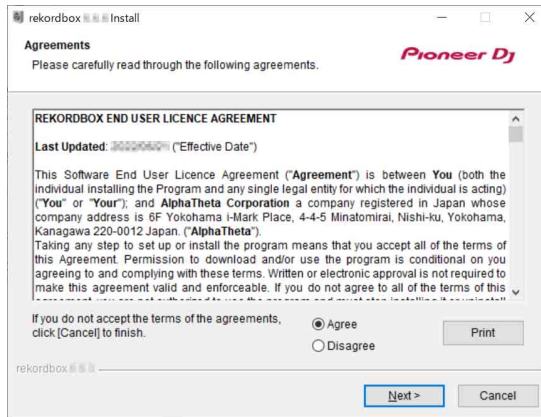 rekordbox Install
Agreements
Please carefully read through the following agreements.
Pioneer Dj
REKORDBOX END USER LICENCE AGREEMENT
Last Updated: ("Effective Date")
This Software End User Licence Agreement ("Agreement") is between You (both the
individual installing the Program and any single legal entity for which the individual is acting)
("You" or "Your"); and AlphaTheta Corporation a company registered in Japan whose
company address is 6F Yokohama i-Mark Place, 4-4-5 Minatomirai, Nishi-ku, Yokohama,
Kanagawa 220-0012 Japan. ("AlphaTheta").
Taking any step to set up or install the program means that you accept all of the terms of
this Agreement. Permission to download and/or use the program is conditional on you
agreeing to and complying with these terms. Written or electronic approval is not required to
make this agreement valid and enforceable. If you do not agree to all of the terms of this
If you do not accept the terms of the agreements,
click [Cancel] to finish.
Agree
Disagree
Print
rekordbox
Next >
Cancel